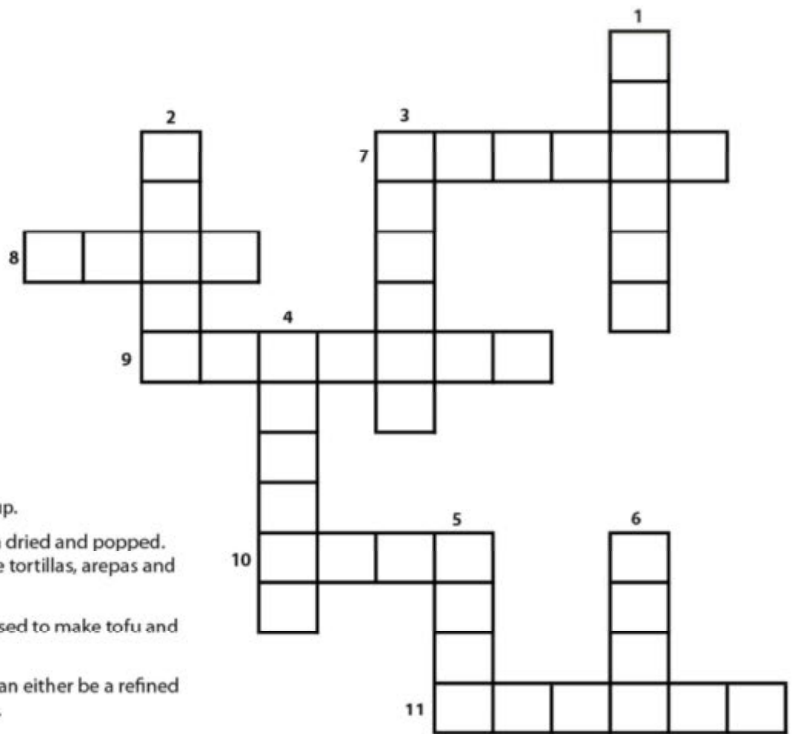 1
2
3
7
8
4
9
up.
dried and popped.
5
6
e tortillas, arepas and
10
sed to make tofu and
an either be a refined
11